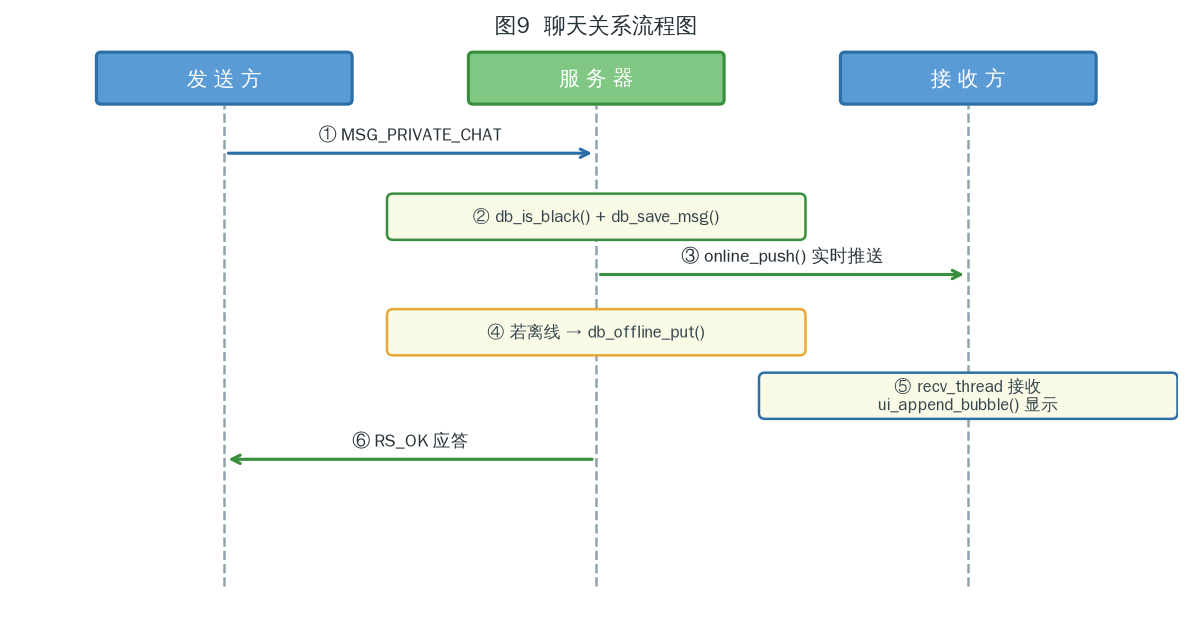 图9 聊天关系流程图
发 送 方
服 务 器
接 收 方
① MSG_PRIVATE_CHAT
② db_is_black() + db_save_msg()
③ online_push() 实时推送
④ 若离线 → db_offline_put()
⑤ recv_thread 接收
ui_append_bubble() 显示
⑥ RS_OK 应答